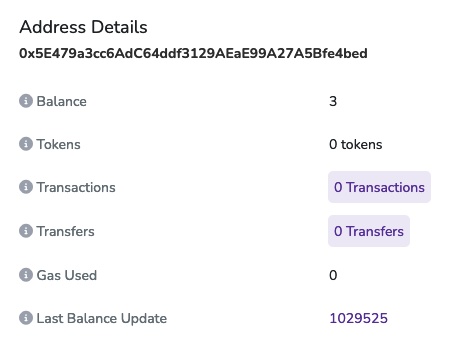 Address Details
0x5E479a3cc6AdC64ddf3129AEaE99A27A5Bfe4bed
Balance 3
Tokens 0 tokens
Transactions 0 Transactions
Transfers 0 Transfers
Gas Used 0
Last Balance Update 1029525